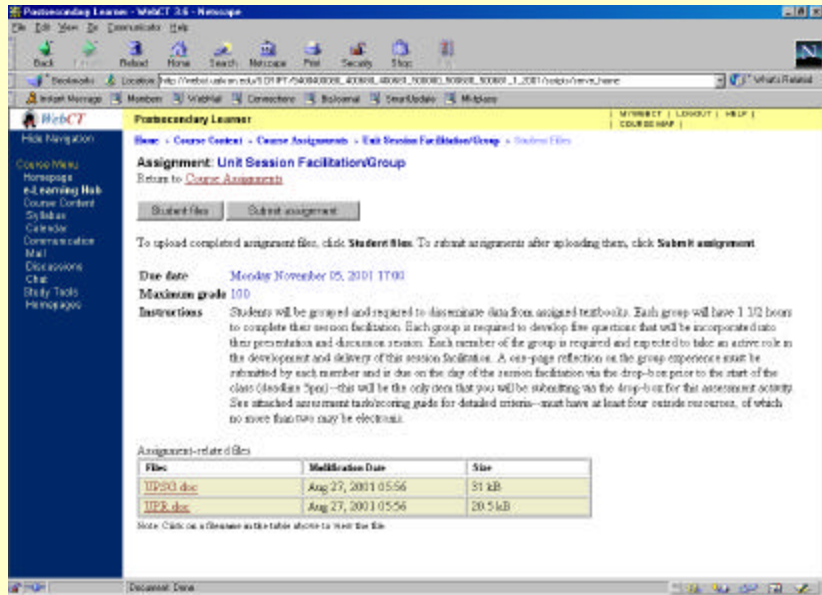 Postsecondary Learner - WebCT 3.6 - Netscape
File Edit View Go Communicator Help
Back Reload Home Search Netscape Print Security Shop
Bookmarks Location: What's Related
Instant Message Members WebMail Connections BizJournal SmartUpdate Mktplace
WebCT
Postsecondary Learner
MYWEBCT | LOGOUT | HELP |
COURSE MAP |
Hide Navigation
Home › Course Content › Course Assignments › Unit Session Facilitation/Group › Student Files
Course Menu
Homepage
e-Learning Hub
Course Content
Syllabus
Calendar
Communication
Mail
Discussions
Chat
Study Tools
Homepages
Assignment: Unit Session Facilitation/Group
Return to Course Assignments
Student files Submit assignment
To upload completed assignment files, click Student files. To submit assignments after uploading them, click Submit assignment
Due date Monday November 05, 2001 17:00
Maximum grade 100
Instructions Students will be grouped and required to disseminate data from assigned textbooks. Each group will have 1 1/2 hours
to complete their session facilitation. Each group is required to develop five questions that will be incorporated into
their presentation and discussion session. Each member of the group is required and expected to take an active role in
the development and delivery of this session facilitation. A one-page reflection on the group experience must be
submitted by each member and is due on the day of the session facilitation via the drop-box prior to the start of the
class (deadline 5pm)--this will be the only item that you will be submitting via the drop-box for this assessment activity.
See attached assessment task/scoring guide for detailed criteria--must have at least four outside resources, of which
no more than two may be electronic.
Assignment-related files
Files Modification Date Size
UPSG.doc Aug 27, 2001 05:56 31 kB
UPR.doc Aug 27, 2001 05:56 20.5 kB
Note: Click on a filename in the table above to view the file
Document: Done